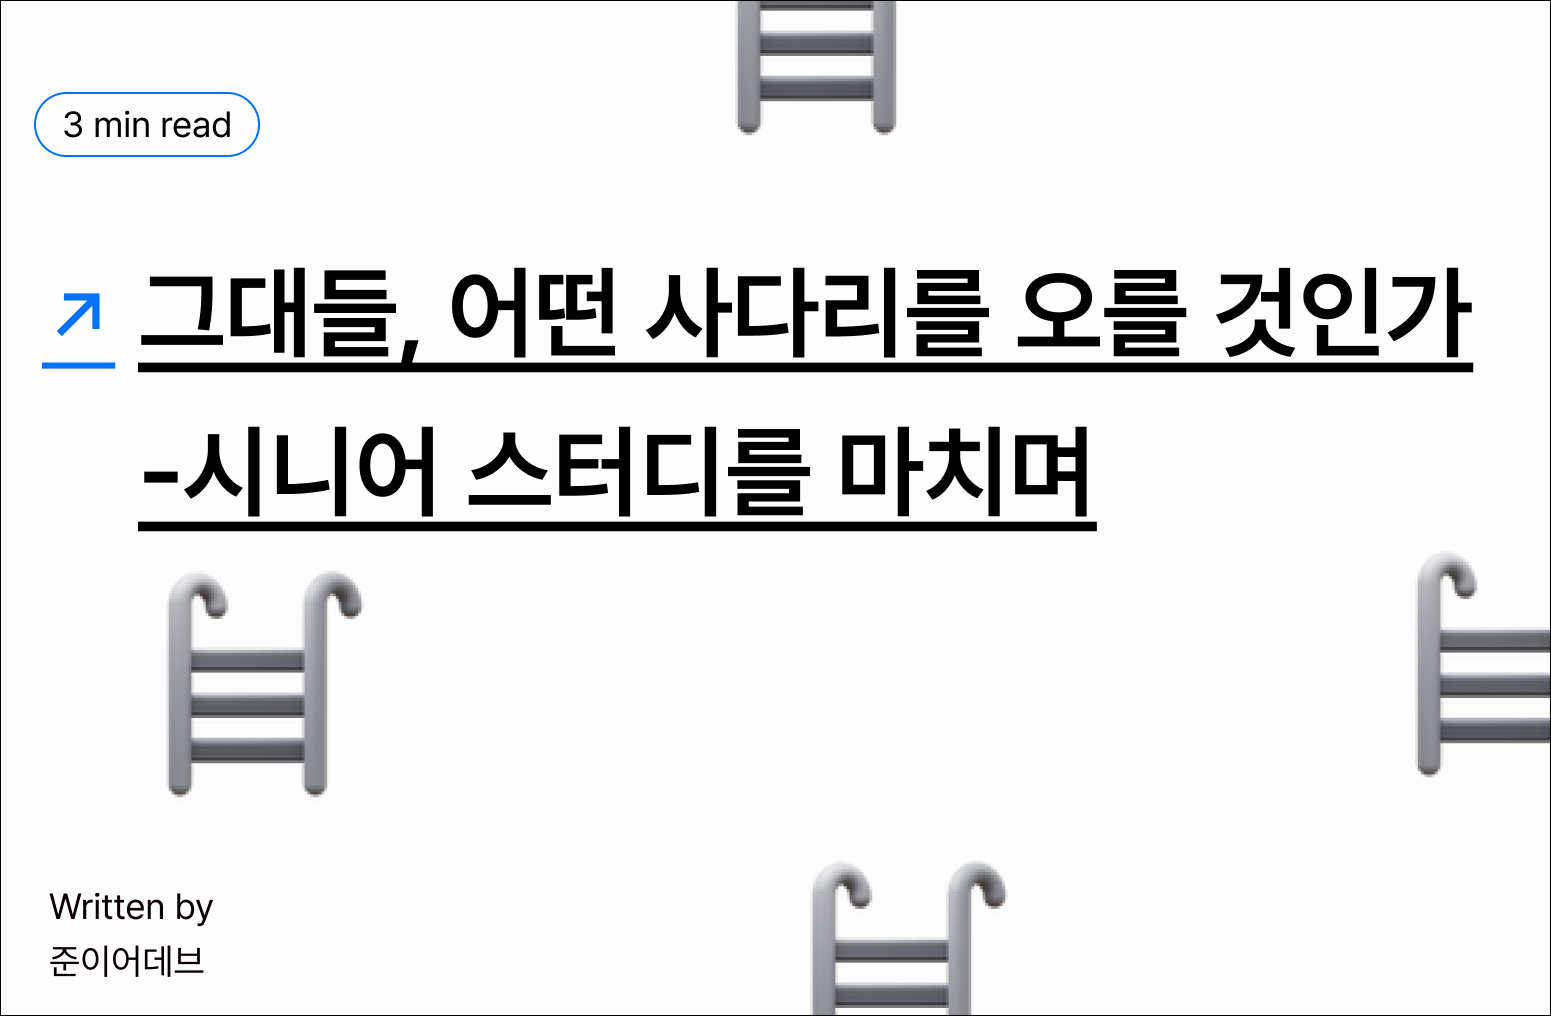 3 min read
그대들, 어떤 사다리를 오를 것인가
-시니어 스터디를 마치며
Written by
준이어데브